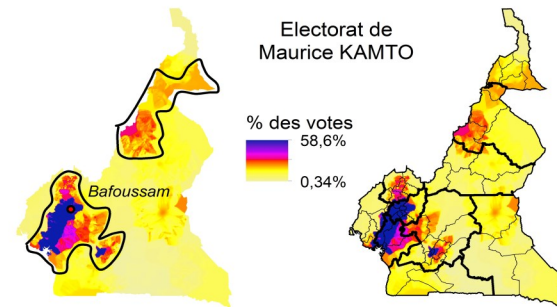 Electorat de
Maurice KAMTO
% des votes
58,6%
0,34%
Bafoussam